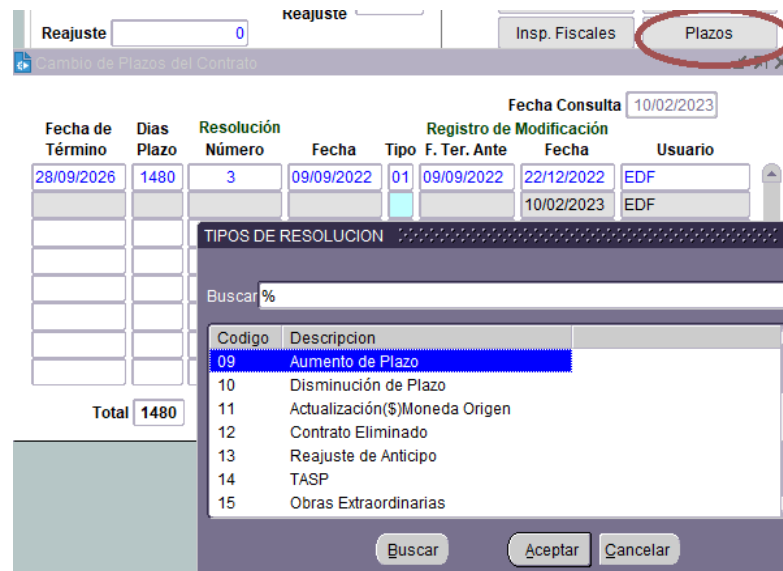 Reajuste
Reajuste 0 Insp. Fiscales Plazos
Cambio de Plazos del Contrato
Fecha Consulta 10/02/2023
Fecha de Dias Resolución Registro de Modificación
Término Plazo Número Fecha Tipo F. Ter. Ante Fecha Usuario
28/09/2026 1480 3 09/09/2022 01 09/09/2022 22/12/2022 EDF
10/02/2023 EDF
TIPOS DE RESOLUCION
Buscar %
Codigo Descripcion
09 Aumento de Plazo
10 Disminución de Plazo
11 Actualización($)Moneda Origen
12 Contrato Eliminado
13 Reajuste de Anticipo
14 TASP
15 Obras Extraordinarias
Total 1480
Buscar Aceptar Cancelar